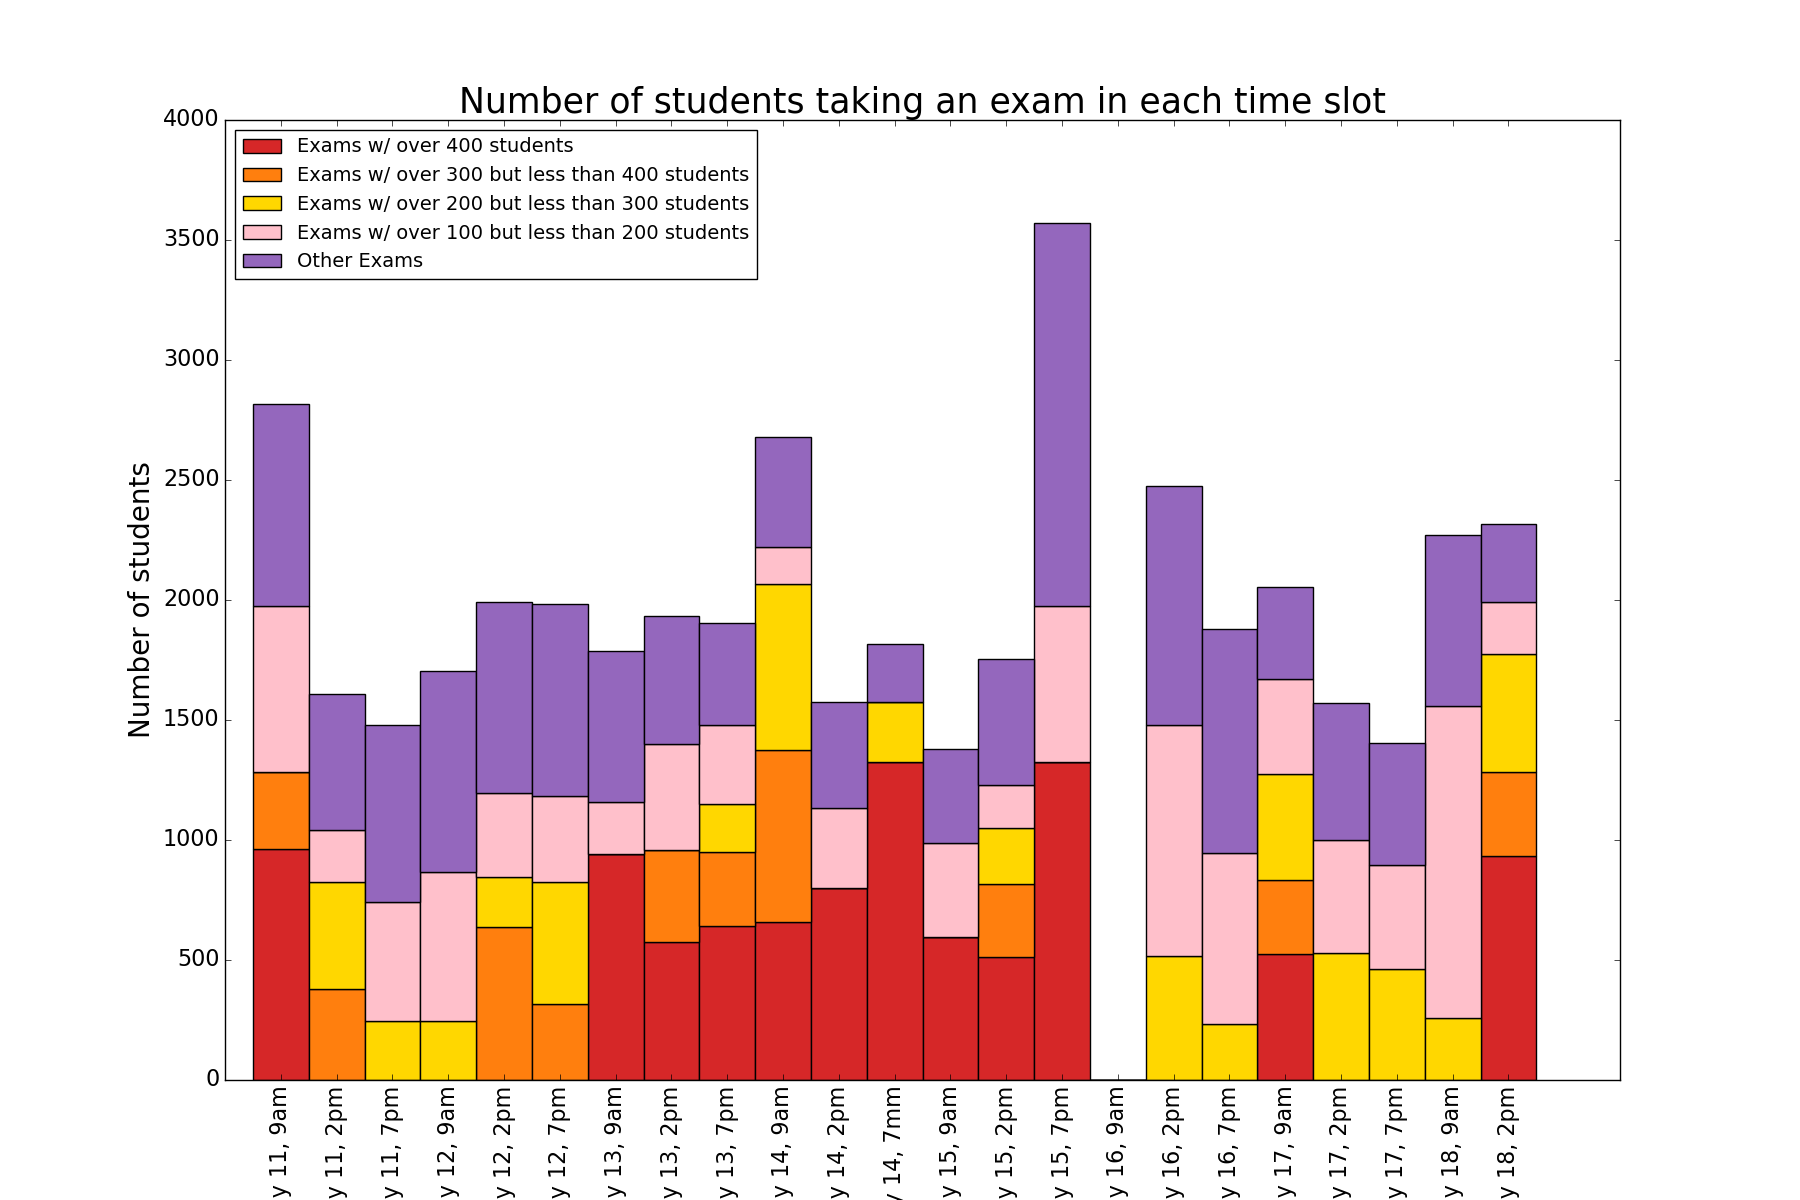 Number of students taking an exam in each time slot
4000
3500
3000
2500
2000
1500
1000
500
0
Number of students
Exams w/ over 400 students
Exams w/ over 300 but less than 400 students
Exams w/ over 200 but less than 300 students
Exams w/ over 100 but less than 200 students
Other Exams
y 11, 9am
y 11, 2pm
y 11, 7pm
y 12, 9am
y 12, 2pm
y 12, 7pm
y 13, 9am
y 13, 2pm
y 13, 7pm
y 14, 9am
y 14, 2pm
y 14, 7mm
y 15, 9am
y 15, 2pm
y 15, 7pm
y 16, 9am
y 16, 2pm
y 16, 7pm
y 17, 9am
y 17, 2pm
y 17, 7pm
y 18, 9am
y 18, 2pm